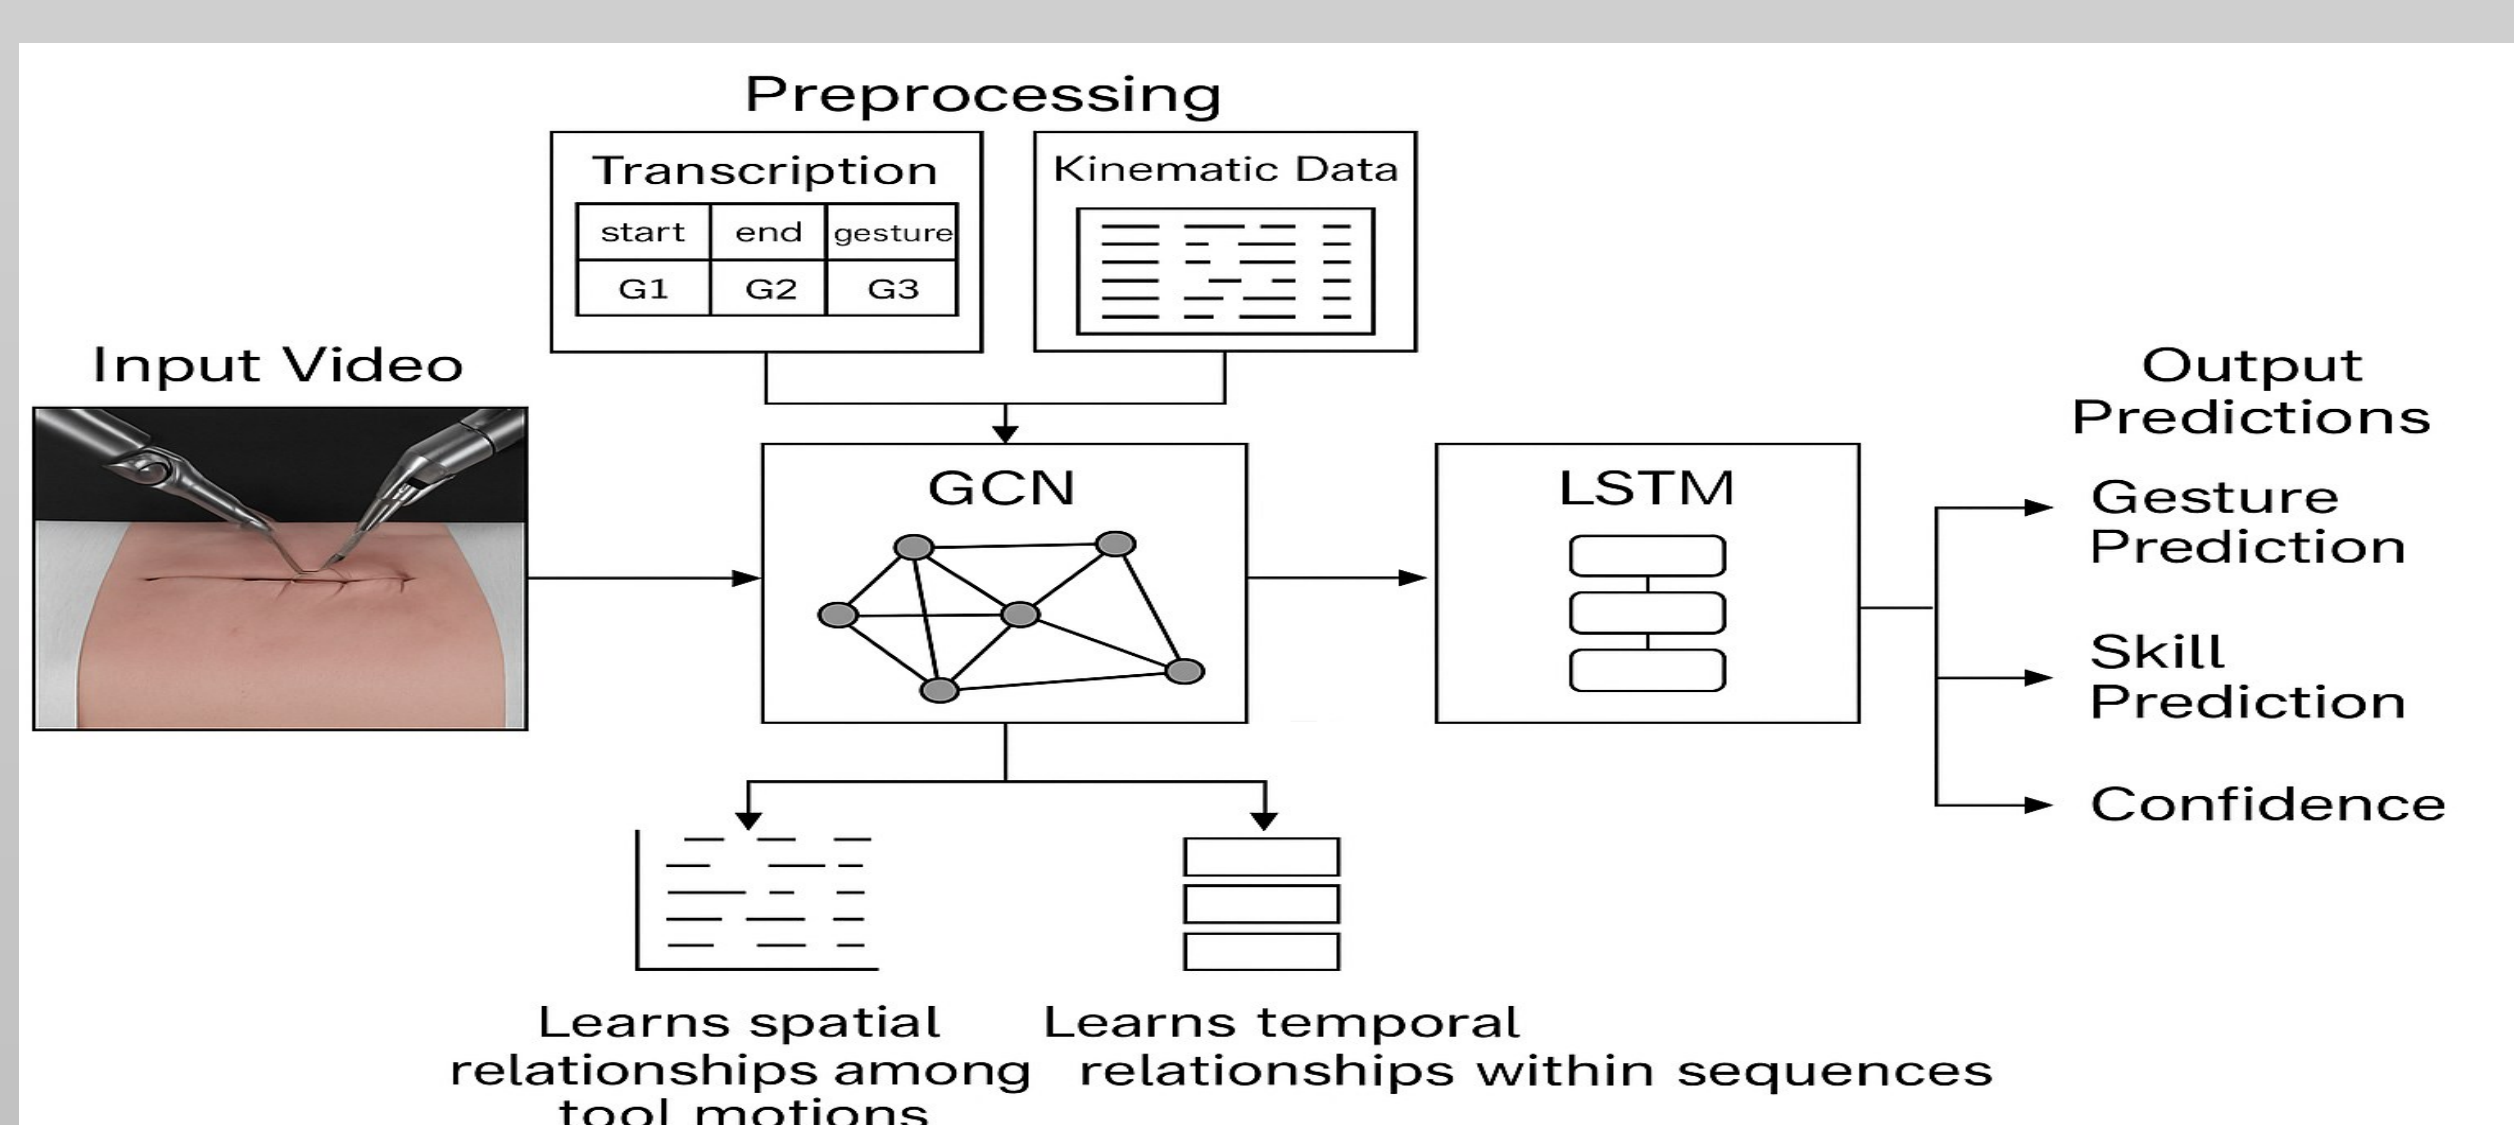 Preprocessing
Transcription
start end gesture
G1 G2 G3
Kinematic Data
Input Video
GCN
LSTM
Output
Predictions
Gesture
Prediction
Skill
Prediction
Confidence
Learns spatial
relationships among
tool motions
Learns temporal
relationships within sequences